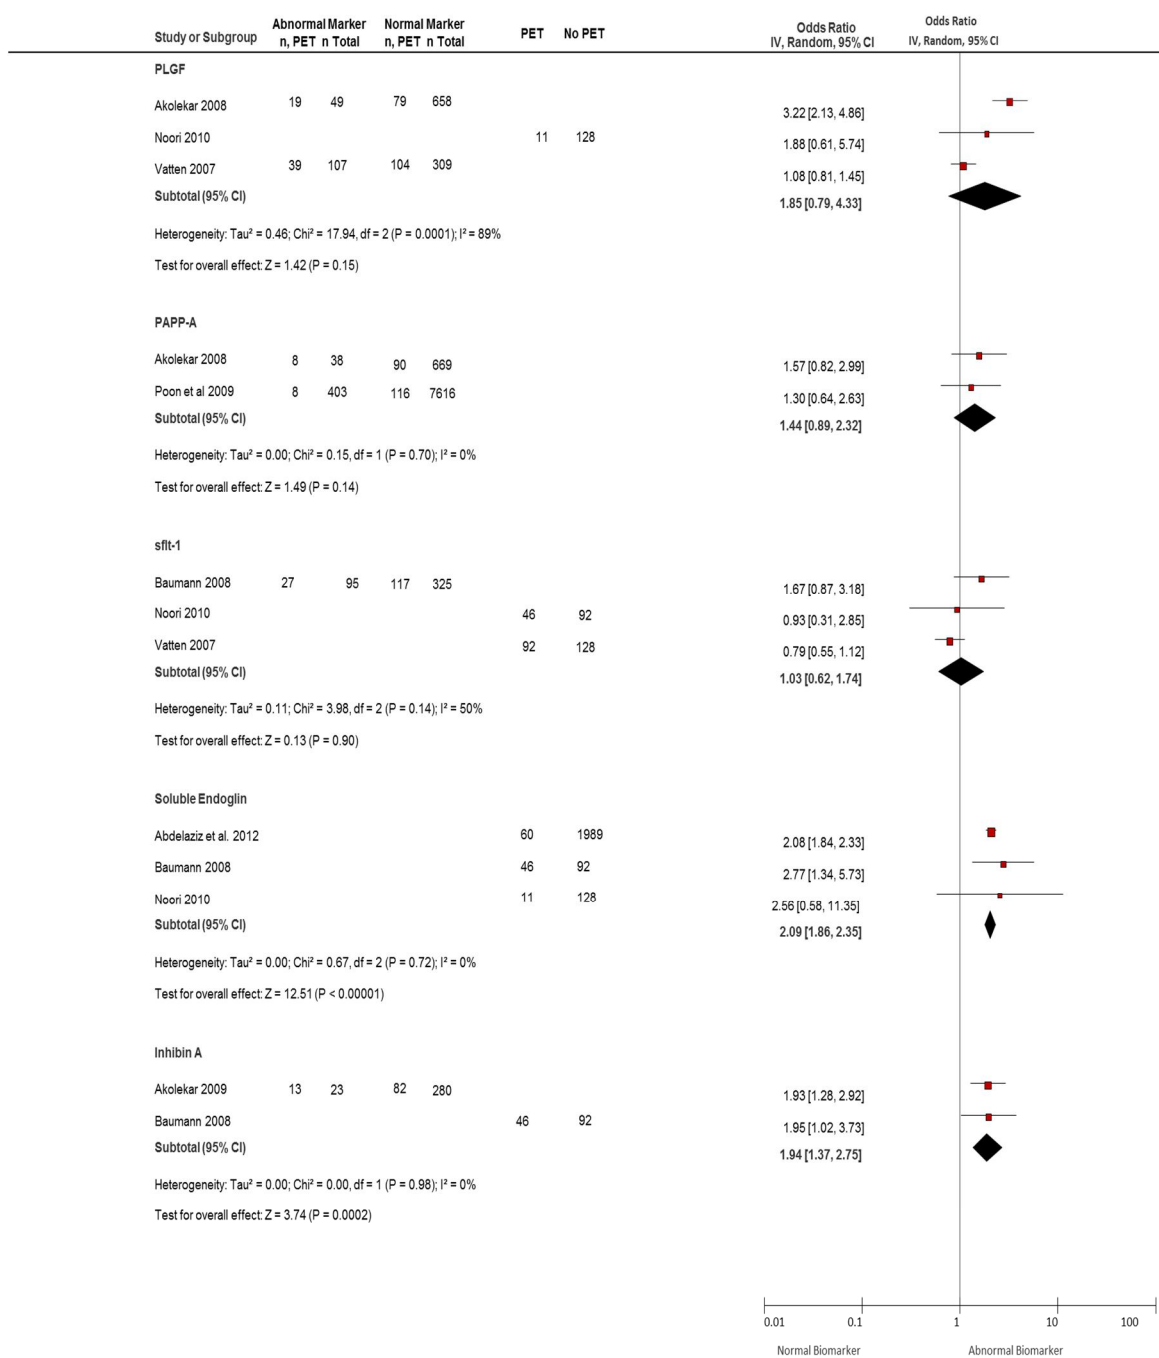 Study or Subgroup Abnormal Marker Normal Marker PET No PET Odds Ratio Odds Ratio
n, PET n Total n, PET n Total IV, Random, 95% CI IV, Random, 95% CI
PLGF
Akolekar 2008 19 49 79 658 3.22 [2.13, 4.86]
Noori 2010 11 128 1.88 [0.61, 5.74]
Vatten 2007 39 107 104 309 1.08 [0.81, 1.45]
Subtotal (95% CI) 1.85 [0.79, 4.33]
Heterogeneity: Tau² = 0.46; Chi² = 17.94, df = 2 (P = 0.0001); I² = 89%
Test for overall effect: Z = 1.42 (P = 0.15)
PAPP-A
Akolekar 2008 8 38 90 669 1.57 [0.82, 2.99]
Poon et al 2009 8 403 116 7616 1.30 [0.64, 2.63]
Subtotal (95% CI) 1.44 [0.89, 2.32]
Heterogeneity: Tau² = 0.00; Chi² = 0.15, df = 1 (P = 0.70); I² = 0%
Test for overall effect: Z = 1.49 (P = 0.14)
sflt-1
Baumann 2008 27 95 117 325 1.67 [0.87, 3.18]
Noori 2010 46 92 0.93 [0.31, 2.85]
Vatten 2007 92 128 0.79 [0.55, 1.12]
Subtotal (95% CI) 1.03 [0.62, 1.74]
Heterogeneity: Tau² = 0.11; Chi² = 3.98, df = 2 (P = 0.14); I² = 50%
Test for overall effect: Z = 0.13 (P = 0.90)
Soluble Endoglin
Abdelaziz et al. 2012 60 1989 2.08 [1.84, 2.33]
Baumann 2008 46 92 2.77 [1.34, 5.73]
Noori 2010 11 128 2.56 [0.58, 11.35]
Subtotal (95% CI) 2.09 [1.86, 2.35]
Heterogeneity: Tau² = 0.00; Chi² = 0.67, df = 2 (P = 0.72); I² = 0%
Test for overall effect: Z = 12.51 (P < 0.00001)
Inhibin A
Akolekar 2009 13 23 82 280 1.93 [1.28, 2.92]
Baumann 2008 46 92 1.95 [1.02, 3.73]
Subtotal (95% CI) 1.94 [1.37, 2.75]
Heterogeneity: Tau² = 0.00; Chi² = 0.00, df = 1 (P = 0.98); I² = 0%
Test for overall effect: Z = 3.74 (P = 0.0002)
0.01 0.1 1 10 100
Normal Biomarker Abnormal Biomarker